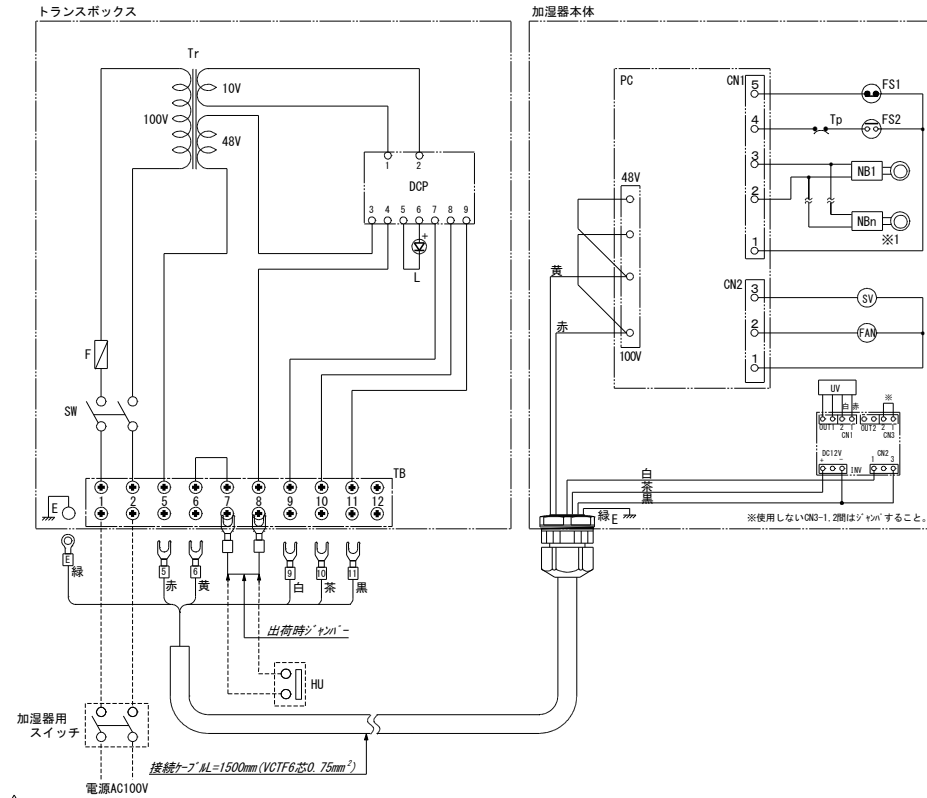 トランスボックス
加湿器本体
Tr
10V
100V
48V
1 2
DCP
3 4 5 6 7 8 9
+
L
F
SW
TB
E
1 2 5 6 7 8 9 10 11 12
E
緑
5
赤
6
黄
9
白
10
茶
11
黒
出荷時ジャンパー
HU
加湿器用
スイッチ
電源AC100V
接続ケーブルL=1500mm(VCTF6芯0.75mm²)
PC
CN1
5
FS1
4
Tp
FS2
3
NB1
2
NBn
※1
1
48V
黄
赤
100V
CN2
3
SV
2
FAN
1
UV
白 赤
※
OUT1 2 1
CN1
OUT2 2 1
CN3
DC12V
+ -
INV
CN2
1 3
白
茶
黒
緑 E
※使用しないCN3-1,2間はジャンパすること。